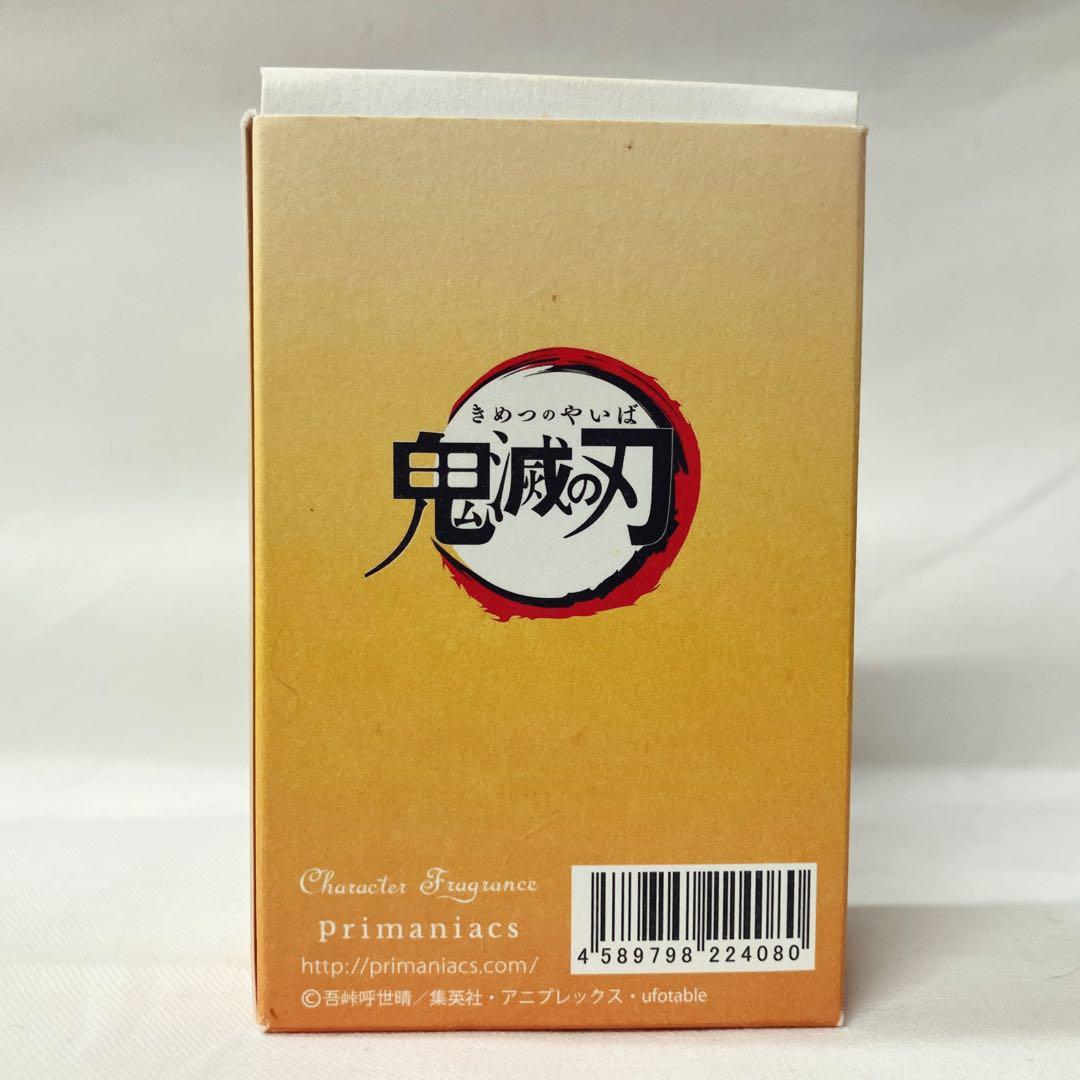 きめつのやいば
鬼滅の刃
Character Fragrance
primaniacs
http://primaniacs.com/
©吾峠呼世晴／集英社・アニプレックス・ufotable
4 589798 224080